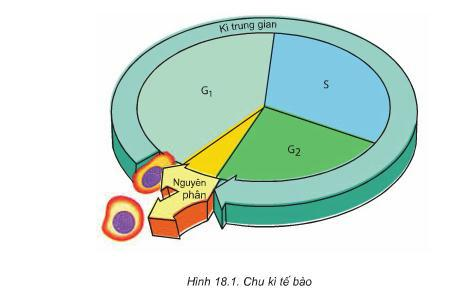 Kì trung gian
G₁
S
G₂
Nguyên
phân
Hình 18.1. Chu kì tế bào